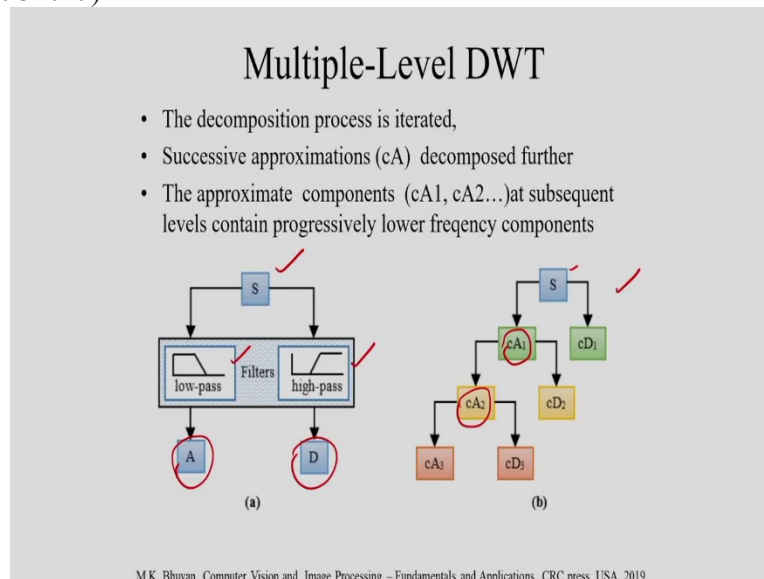 Multiple-Level DWT
• The decomposition process is iterated,
• Successive approximations (cA) decomposed further
• The approximate components (cA1, cA2…)at subsequent
levels contain progressively lower freqency components
S
low-pass
Filters
high-pass
A
D
(a)
S
cA₁
cD₁
cA₂
cD₂
cA₃
cD₃
(b)
M.K. Bhuyan, Computer Vision and Image Processing – Fundamentals and Applications, CRC press, USA, 2019